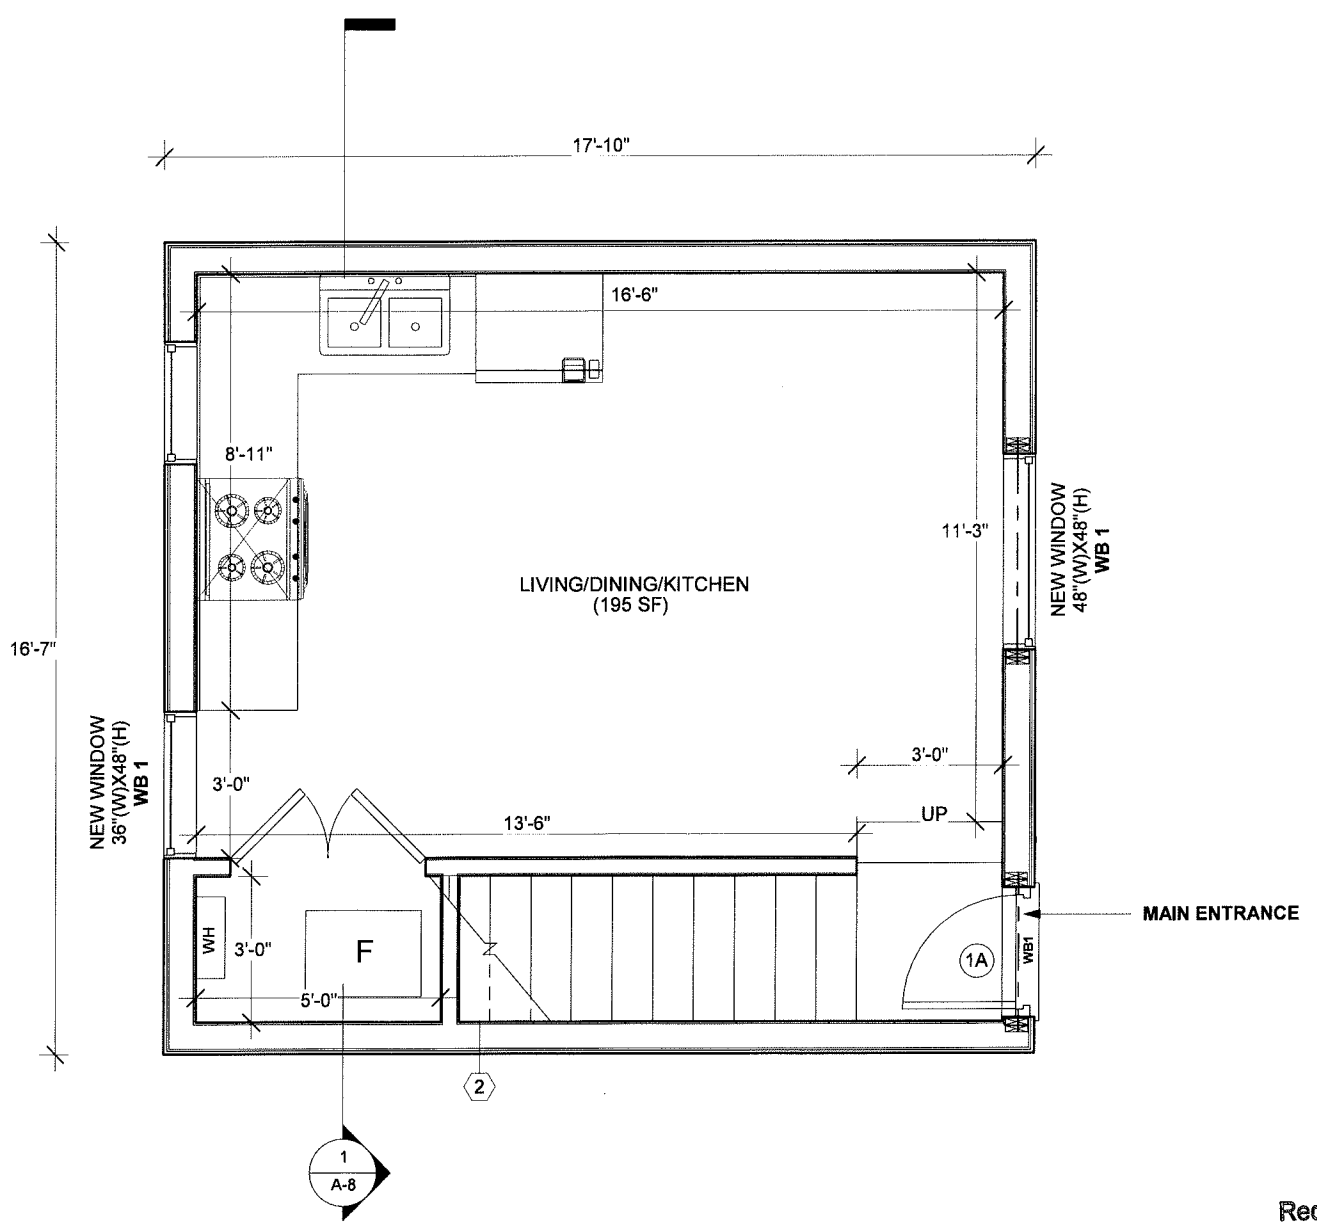 17'-10"
16'-6"
8'-11"
11'-3"
NEW WINDOW
48"(W)X48"(H)
WB 1
LIVING/DINING/KITCHEN
(195 SF)
16'-7"
NEW WINDOW
36"(W)X48"(H)
WB 1
3'-0"
3'-0"
UP
13'-6"
MAIN ENTRANCE
WH
3'-0"
F
1A
WB1
5'-0"
2
1
A-8